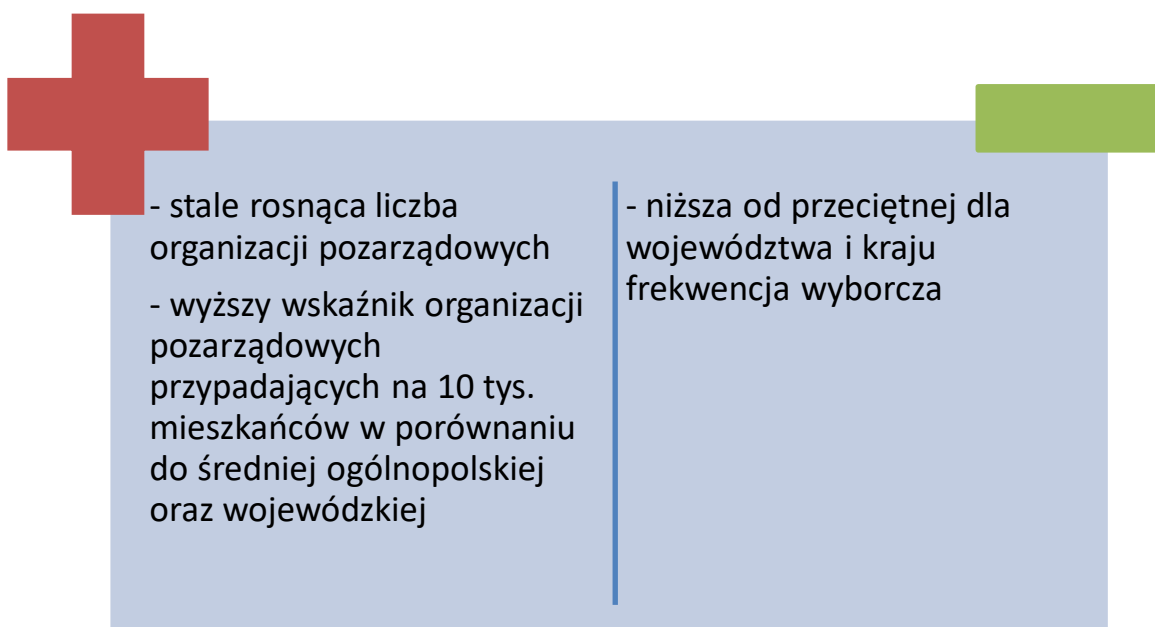 - stale rosnąca liczba
organizacji pozarządowych
- wyższy wskaźnik organizacji
pozarządowych
przypadających na 10 tys.
mieszkańców w porównaniu
do średniej ogólnopolskiej
oraz wojewódzkiej
- niższa od przeciętnej dla
województwa i kraju
frekwencja wyborcza